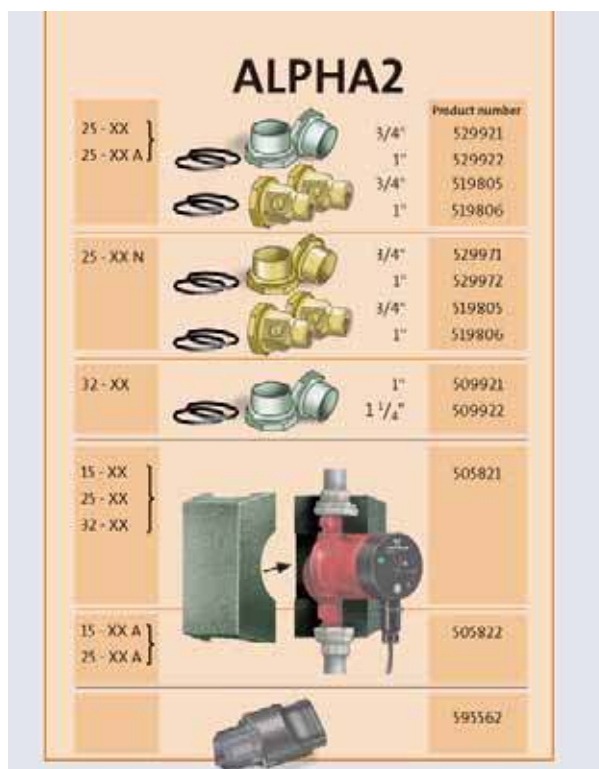 ALPHA2
Product number
25 - XX
25 - XX A
3/4" 529921
1" 529922
3/4" 519805
1" 519806
25 - XX N
3/4" 529971
1" 529972
3/4" 519805
1" 519806
32 - XX
1" 509921
1 1/4" 509922
15 - XX
25 - XX
32 - XX
505821
15 - XX A
25 - XX A
505822
595562